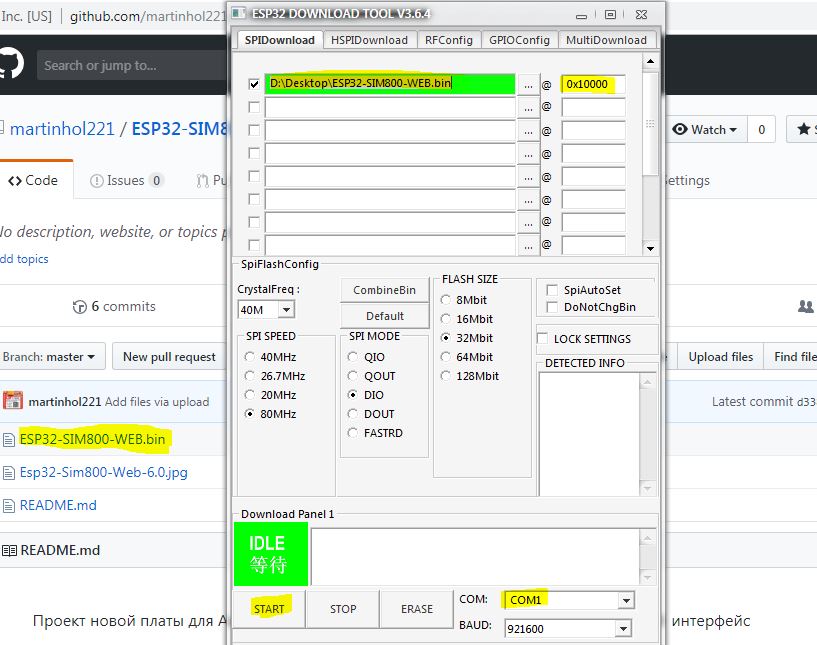 Inc. [US]
github.com/martinhol221
ESP32 DOWNLOAD TOOL V3.6.4
SPIDownload
HSPIDownload
RFConfig
GPIOConfig
MultiDownload
Search or jump to...
D:\Desktop\ESP32-SIM800-WEB.bin
...
@
0x10000
...
@
...
@
...
@
...
@
...
@
...
@
...
@
martinhol221 / ESP32-SIM8
Watch
0
Code
Issues 0
ettings
No description, website, or topics
dd topics
6 commits
Branch: master
New pull request
Upload files
Find file
martinhol221 Add files via upload
Latest commit d33
ESP32-SIM800-WEB.bin
Esp32-Sim800-Web-6.0.jpg
README.md
README.md
Проект новой платы для
интерфейс
SpiFlashConfig
CrystalFreq :
40M
CombineBin
Default
SPI SPEED
40MHz
26.7MHz
20MHz
80MHz
SPI MODE
QIO
QOUT
DIO
DOUT
FASTRD
FLASH SIZE
8Mbit
16Mbit
32Mbit
64Mbit
128Mbit
SpiAutoSet
DoNotChgBin
LOCK SETTINGS
DETECTED INFO
Download Panel 1
IDLE
等待
START
STOP
ERASE
COM:
COM1
BAUD:
921600